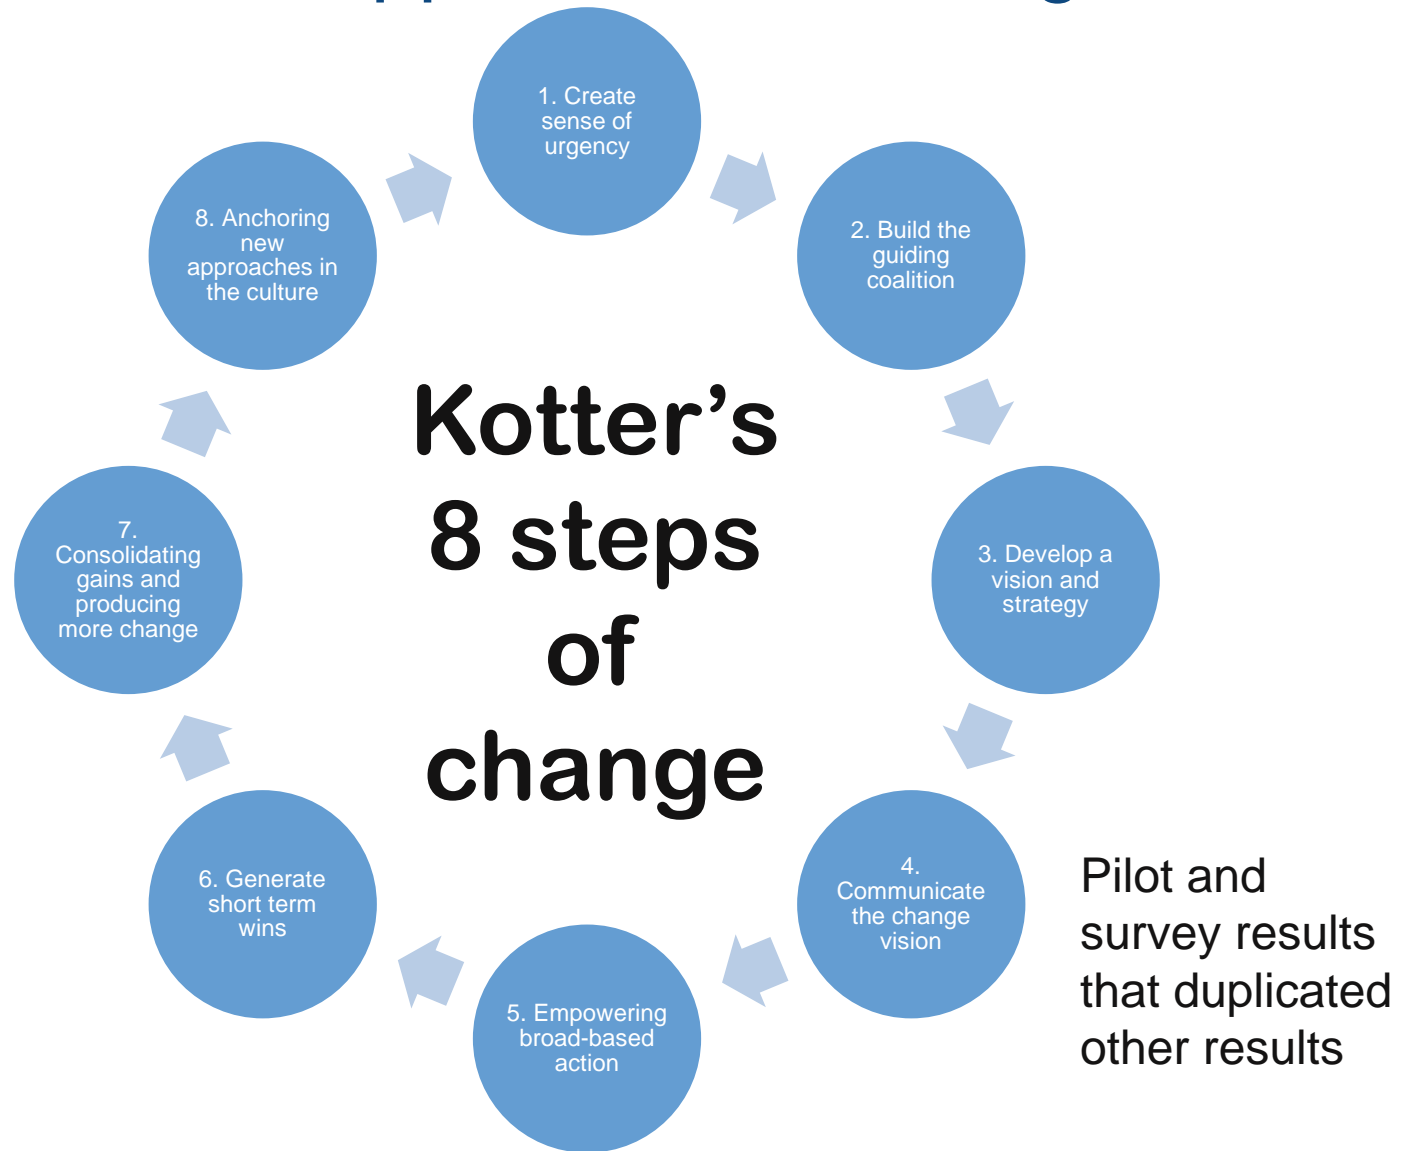 1. Create
sense of
urgency
2. Build the
guiding
coalition
3. Develop a
vision and
strategy
4.
Communicate
the change
vision
5. Empowering
broad-based
action
6. Generate
short term
wins
7.
Consolidating
gains and
producing
more change
8. Anchoring
new
approaches in
the culture
Kotter’s
8 steps
of
change
Pilot and
survey results
that duplicated
other results